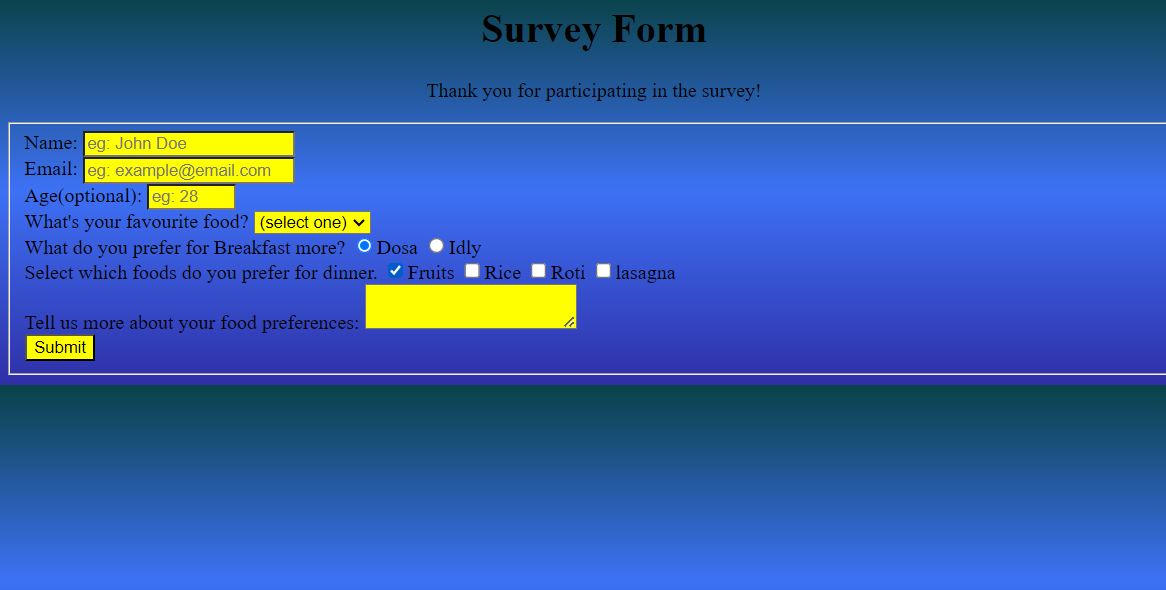 Survey Form
Thank you for participating in the survey!
Name: eg: John Doe
Email: eg: example@email.com
Age(optional): eg: 28
What's your favourite food? (select one)
What do you prefer for Breakfast more? Dosa Idly
Select which foods do you prefer for dinner. Fruits Rice Roti lasagna
Tell us more about your food preferences:
Submit